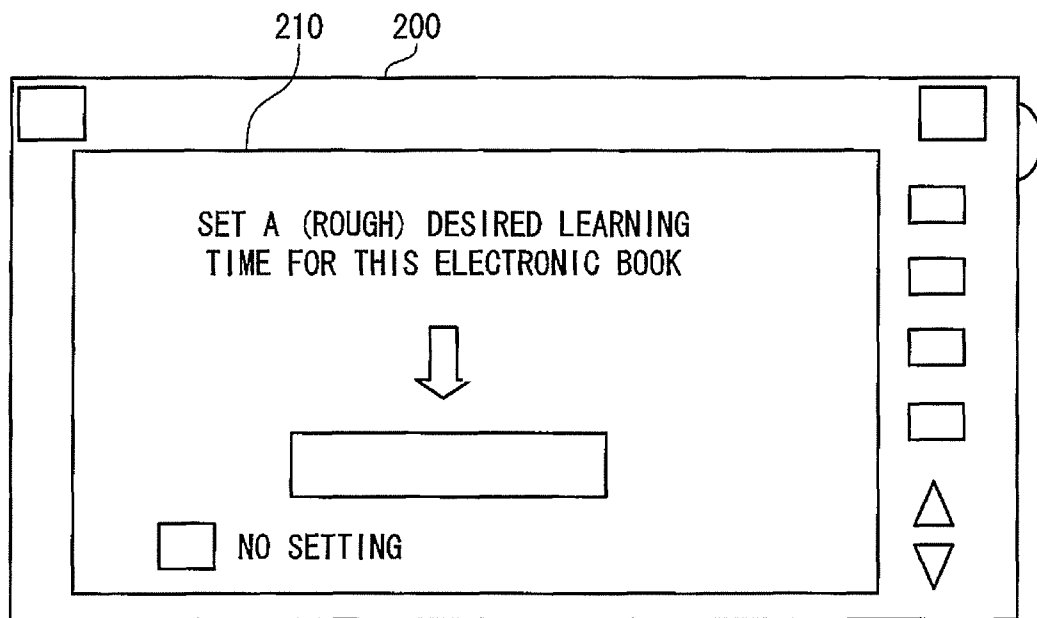 210 200
SET A (ROUGH) DESIRED LEARNING
TIME FOR THIS ELECTRONIC BOOK
NO SETTING